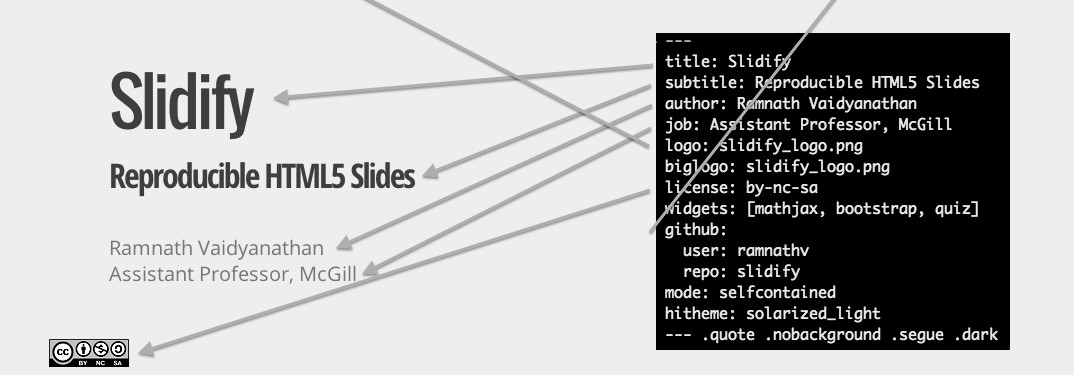 Slidify
Reproducible HTML5 Slides
Ramnath Vaidyanathan
Assistant Professor, McGill
cc
BY NC SA
---
title: Slidify
subtitle: Reproducible HTML5 Slides
author: Ramnath Vaidyanathan
job: Assistant Professor, McGill
logo: slidify_logo.png
biglogo: slidify_logo.png
license: by-nc-sa
widgets: [mathjax, bootstrap, quiz]
github:
  user: ramnathv
  repo: slidify
mode: selfcontained
hitheme: solarized_light
--- .quote .nobackground .segue .dark